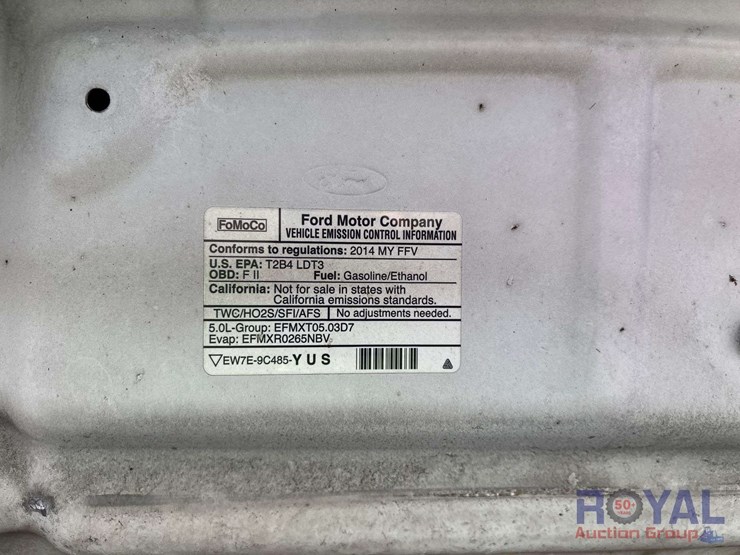 FoMoCo
Ford Motor Company
VEHICLE EMISSION CONTROL INFORMATION
Conforms to regulations: 2014 MY FFV
U.S. EPA: T2B4 LDT3
OBD: F II Fuel: Gasoline/Ethanol
California: Not for sale in states with
California emissions standards.
TWC/HO2S/SFI/AFS No adjustments needed.
5.0L-Group: EFMXT05.03D7
Evap: EFMXR0265NBV
EW7E-9C485-YUS
ROYAL
50
Auction Group